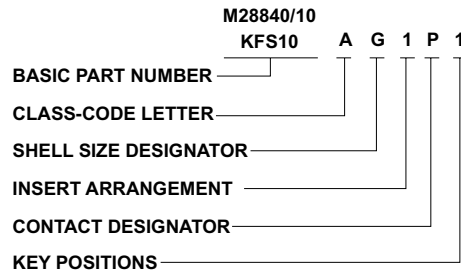 M28840/10
KFS10 A G 1 P 1
BASIC PART NUMBER
CLASS-CODE LETTER
SHELL SIZE DESIGNATOR
INSERT ARRANGEMENT
CONTACT DESIGNATOR
KEY POSITIONS